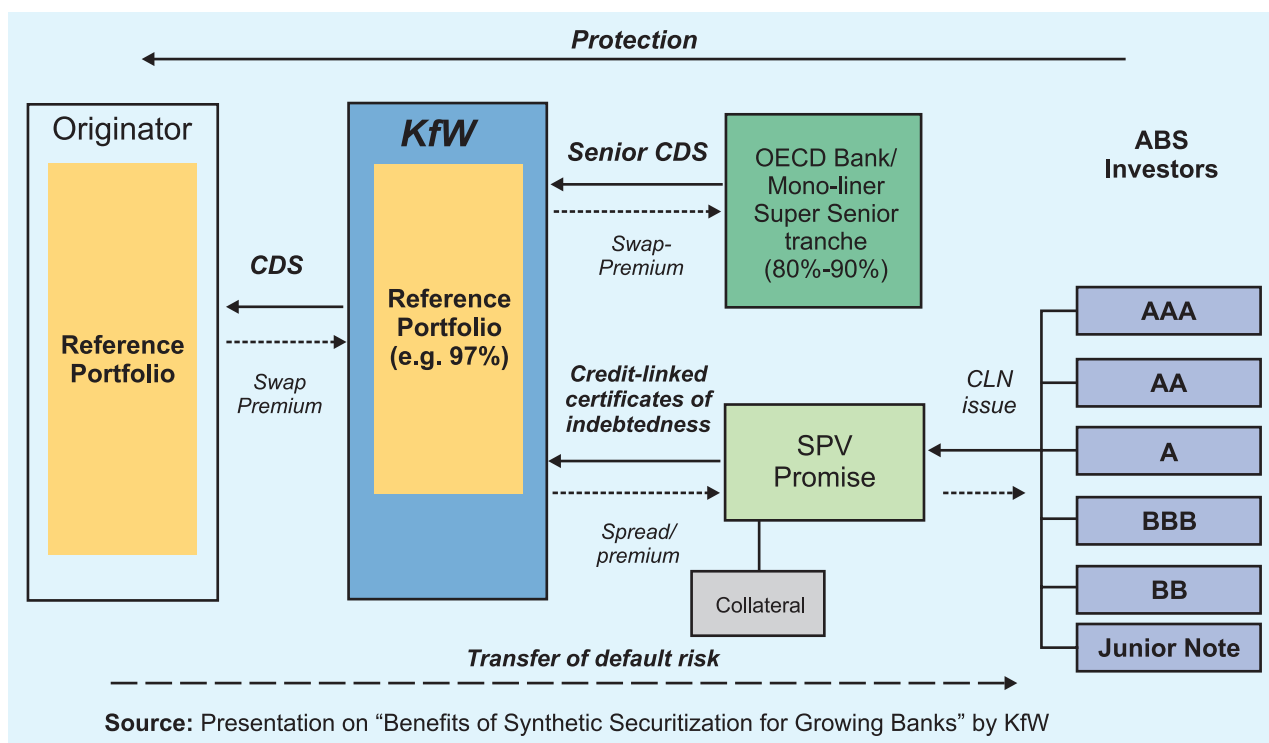 Protection
Originator
Reference
Portfolio
CDS
Swap
Premium
KfW
Reference
Portfolio
(e.g. 97%)
Senior CDS
Swap-
Premium
OECD Bank/
Mono-liner
Super Senior
tranche
(80%-90%)
Credit-linked
certificates of
indebtedness
Spread/
premium
SPV
Promise
Collateral
CLN
issue
ABS
Investors
AAA
AA
A
BBB
BB
Junior Note
Transfer of default risk
Source: Presentation on “Benefits of Synthetic Securitization for Growing Banks” by KfW